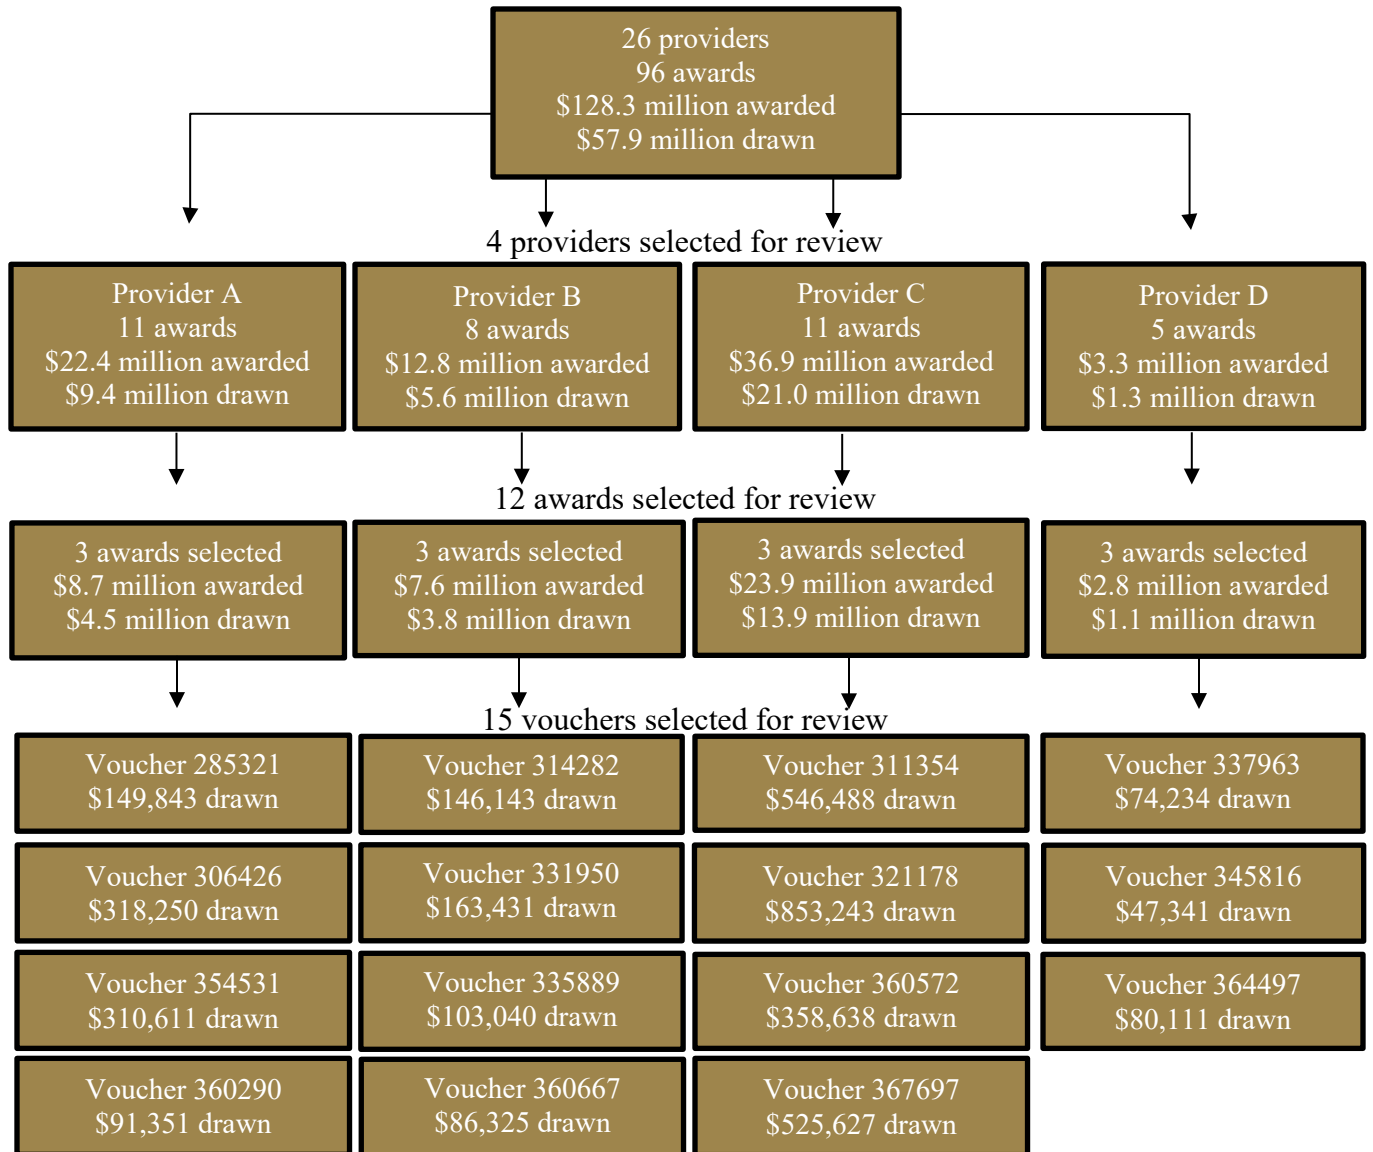 26 providers
96 awards
$128.3 million awarded
$57.9 million drawn
4 providers selected for review
Provider A
11 awards
$22.4 million awarded
$9.4 million drawn
Provider B
8 awards
$12.8 million awarded
$5.6 million drawn
Provider C
11 awards
$36.9 million awarded
$21.0 million drawn
Provider D
5 awards
$3.3 million awarded
$1.3 million drawn
12 awards selected for review
3 awards selected
$8.7 million awarded
$4.5 million drawn
3 awards selected
$7.6 million awarded
$3.8 million drawn
3 awards selected
$23.9 million awarded
$13.9 million drawn
3 awards selected
$2.8 million awarded
$1.1 million drawn
15 vouchers selected for review
Voucher 285321
$149,843 drawn
Voucher 314282
$146,143 drawn
Voucher 311354
$546,488 drawn
Voucher 337963
$74,234 drawn
Voucher 306426
$318,250 drawn
Voucher 331950
$163,431 drawn
Voucher 321178
$853,243 drawn
Voucher 345816
$47,341 drawn
Voucher 354531
$310,611 drawn
Voucher 335889
$103,040 drawn
Voucher 360572
$358,638 drawn
Voucher 364497
$80,111 drawn
Voucher 360290
$91,351 drawn
Voucher 360667
$86,325 drawn
Voucher 367697
$525,627 drawn